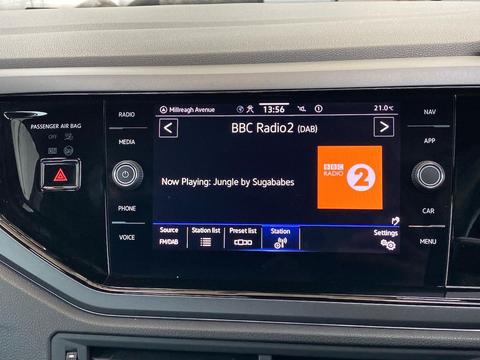 Millreagh Avenue 13:56 21.0°C
RADIO
NAV
BBC Radio2 (DAB)
PASSENGER AIR BAG
OFF
ON
MEDIA
APP
BBC
RADIO 2
Now Playing: Jungle by Sugababes
PHONE
CAR
Source Station list Preset list Station Settings
FM/DAB
VOICE
MENU